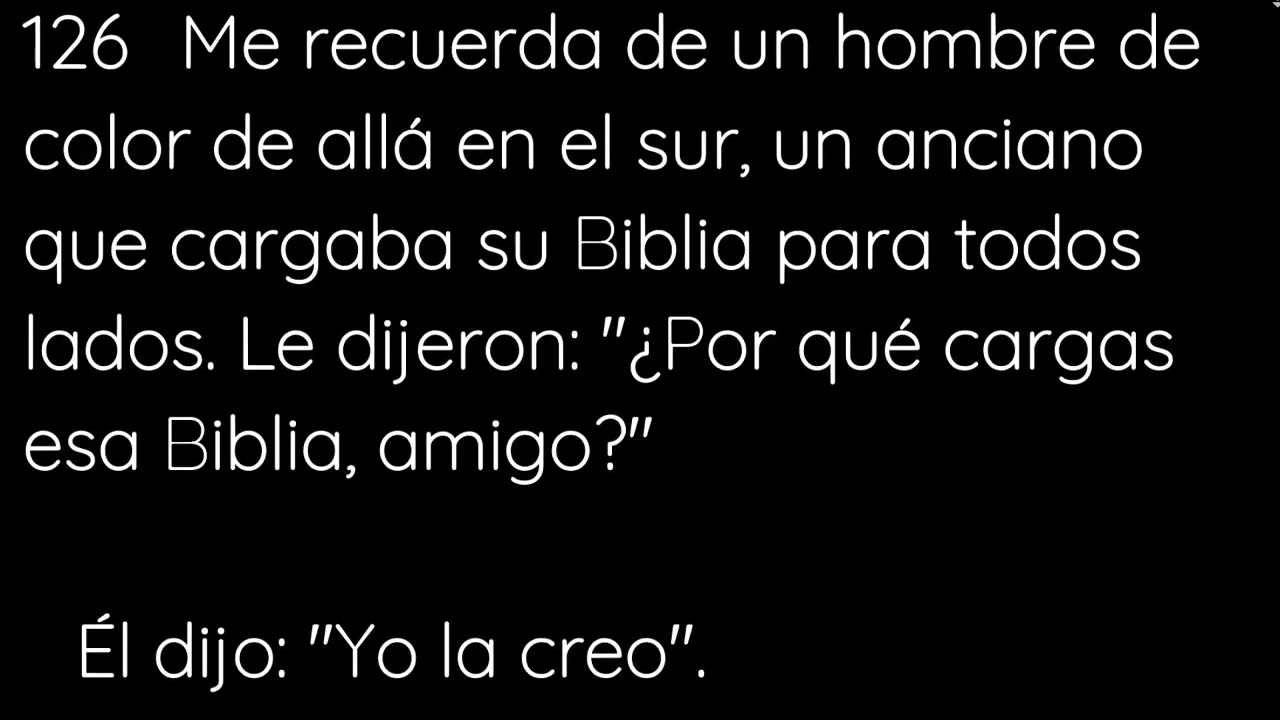 126 Me recuerda de un hombre de
color de allá en el sur, un anciano
que cargaba su Biblia para todos
lados. Le dijeron: "¿Por qué cargas
esa Biblia, amigo?"
Él dijo: "Yo la creo".